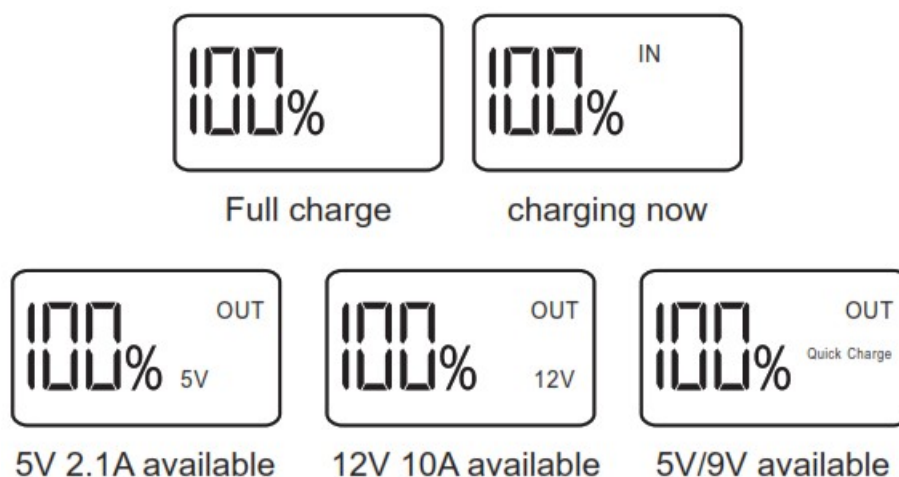 100% 100% IN
Full charge charging now
100% 5V OUT 100% OUT 12V 100% OUT Quick Charge
5V 2.1A available 12V 10A available 5V/9V available